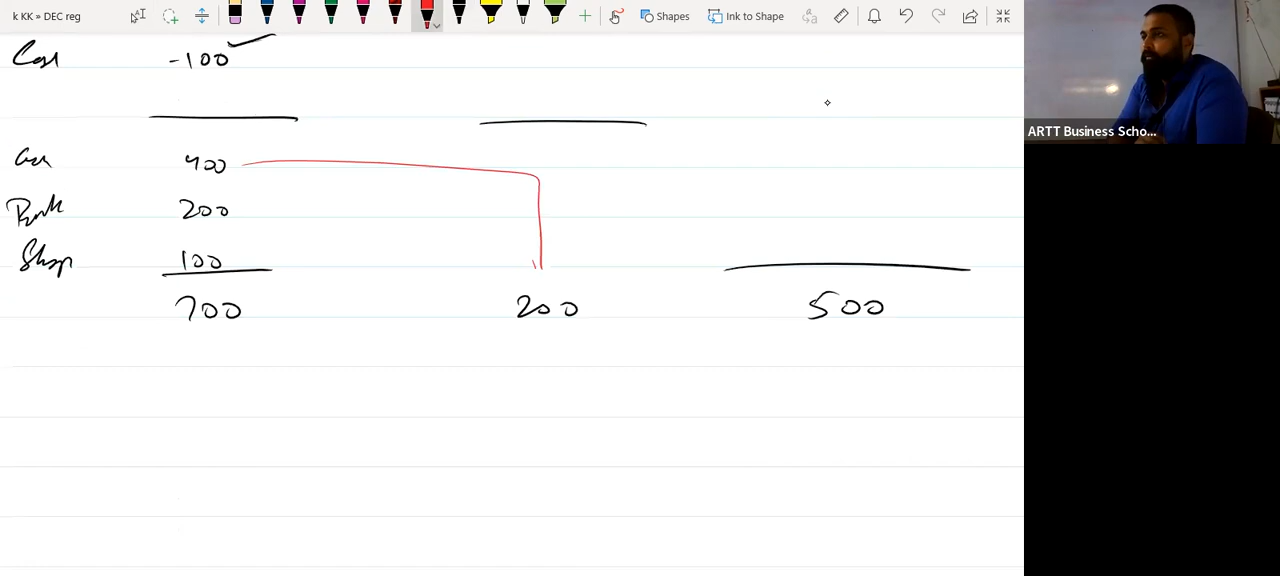 k KK » DEC reg Shapes Ink to Shape
Cash -100
ARTT Business Scho...
Cash 400
Bank 200
Shop 100
700 200 500